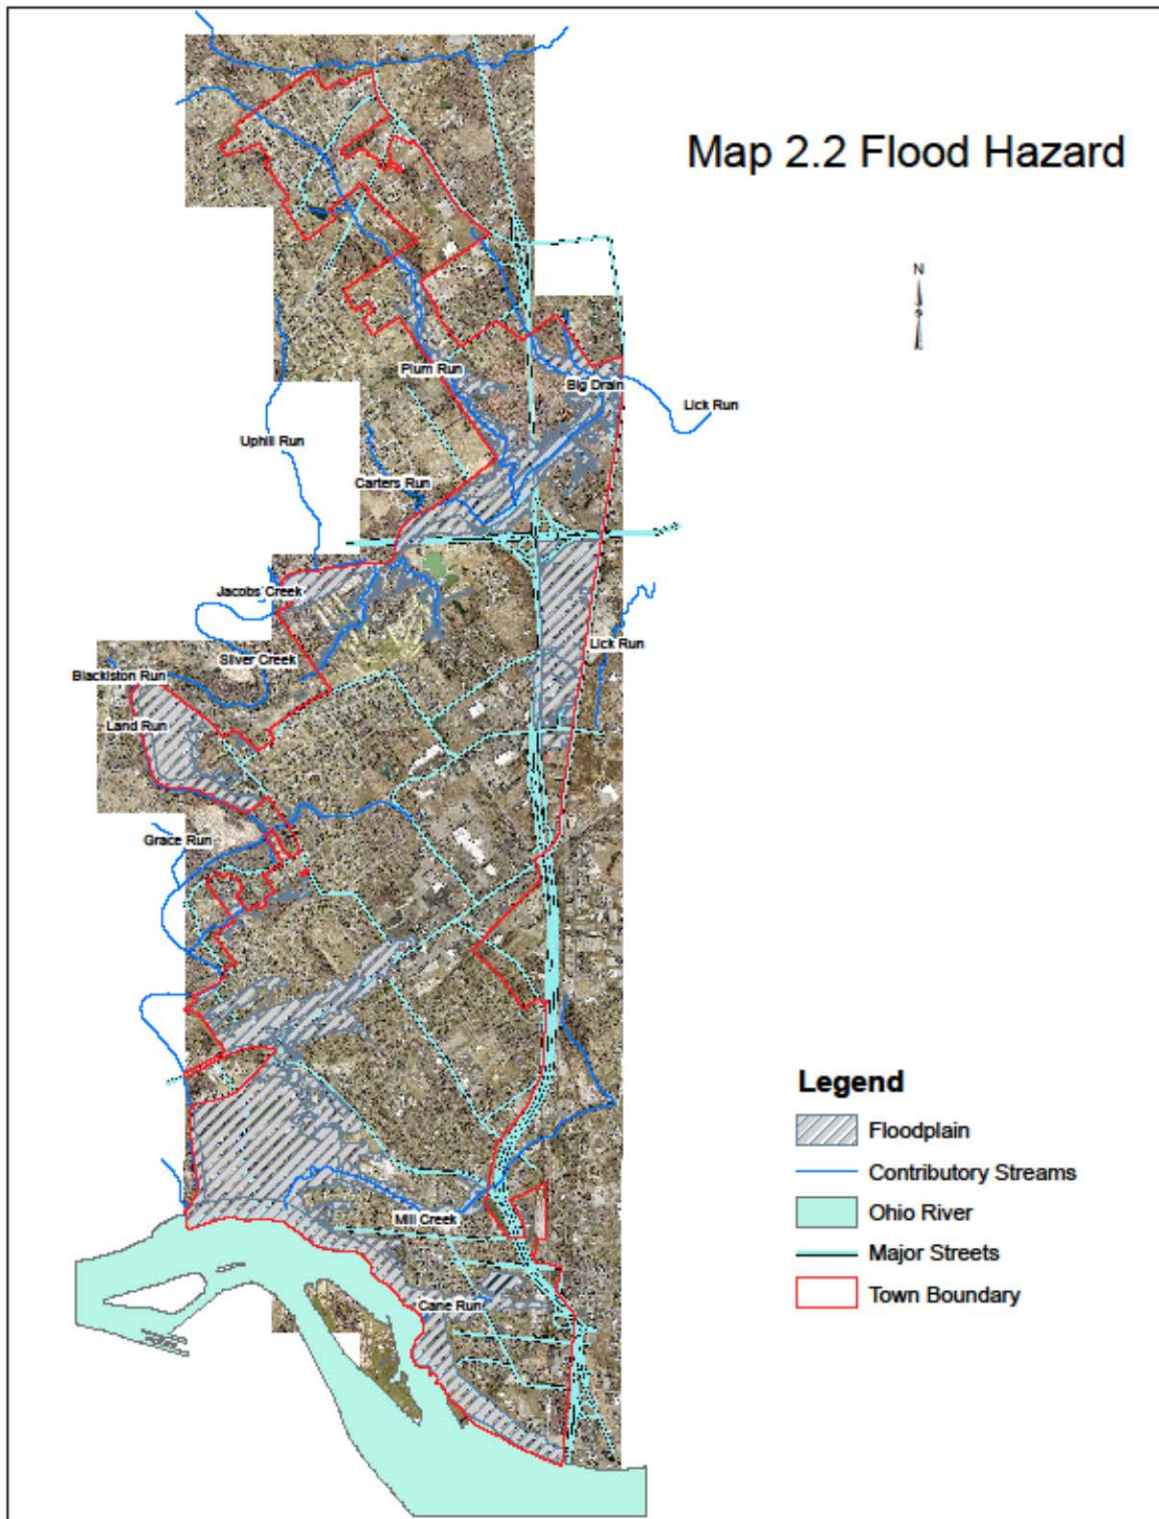 Map 2.2 Flood Hazard
N
Plum Run
Big Drain
Lick Run
Uphill Run
Carters Run
Jacobs Creek
Lick Run
Silver Creek
Blackiston Run
Land Run
Grace Run
Legend
Floodplain
Contributory Streams
Ohio River
Major Streets
Town Boundary
Mill Creek
Cane Run